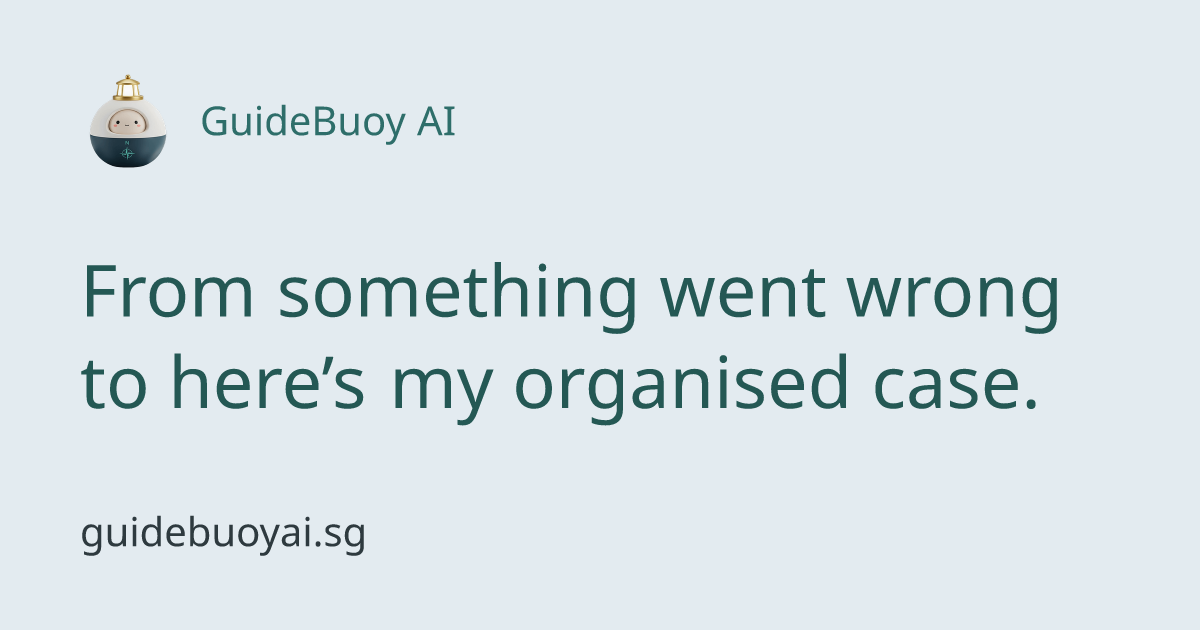 N
GuideBuoy AI
From something went wrong
to here’s my organised case.
guidebuoyai.sg